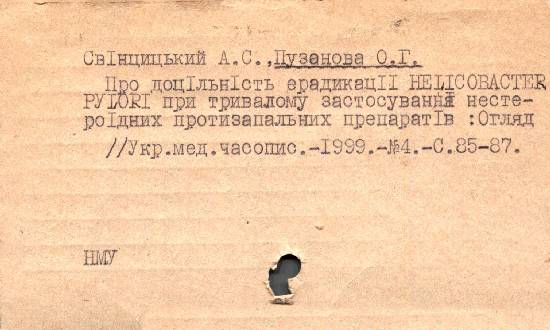 Свінцицький А.С.,Пузанова О.Г.
Про доцільність ерадикації HELICOBACTER
PYLORI при тривалому застосування несте-
роїдних протизапальних препаратів :Огляд
//Укр.мед.часопис.-1999.-№4.-С.85-87.
НМУ